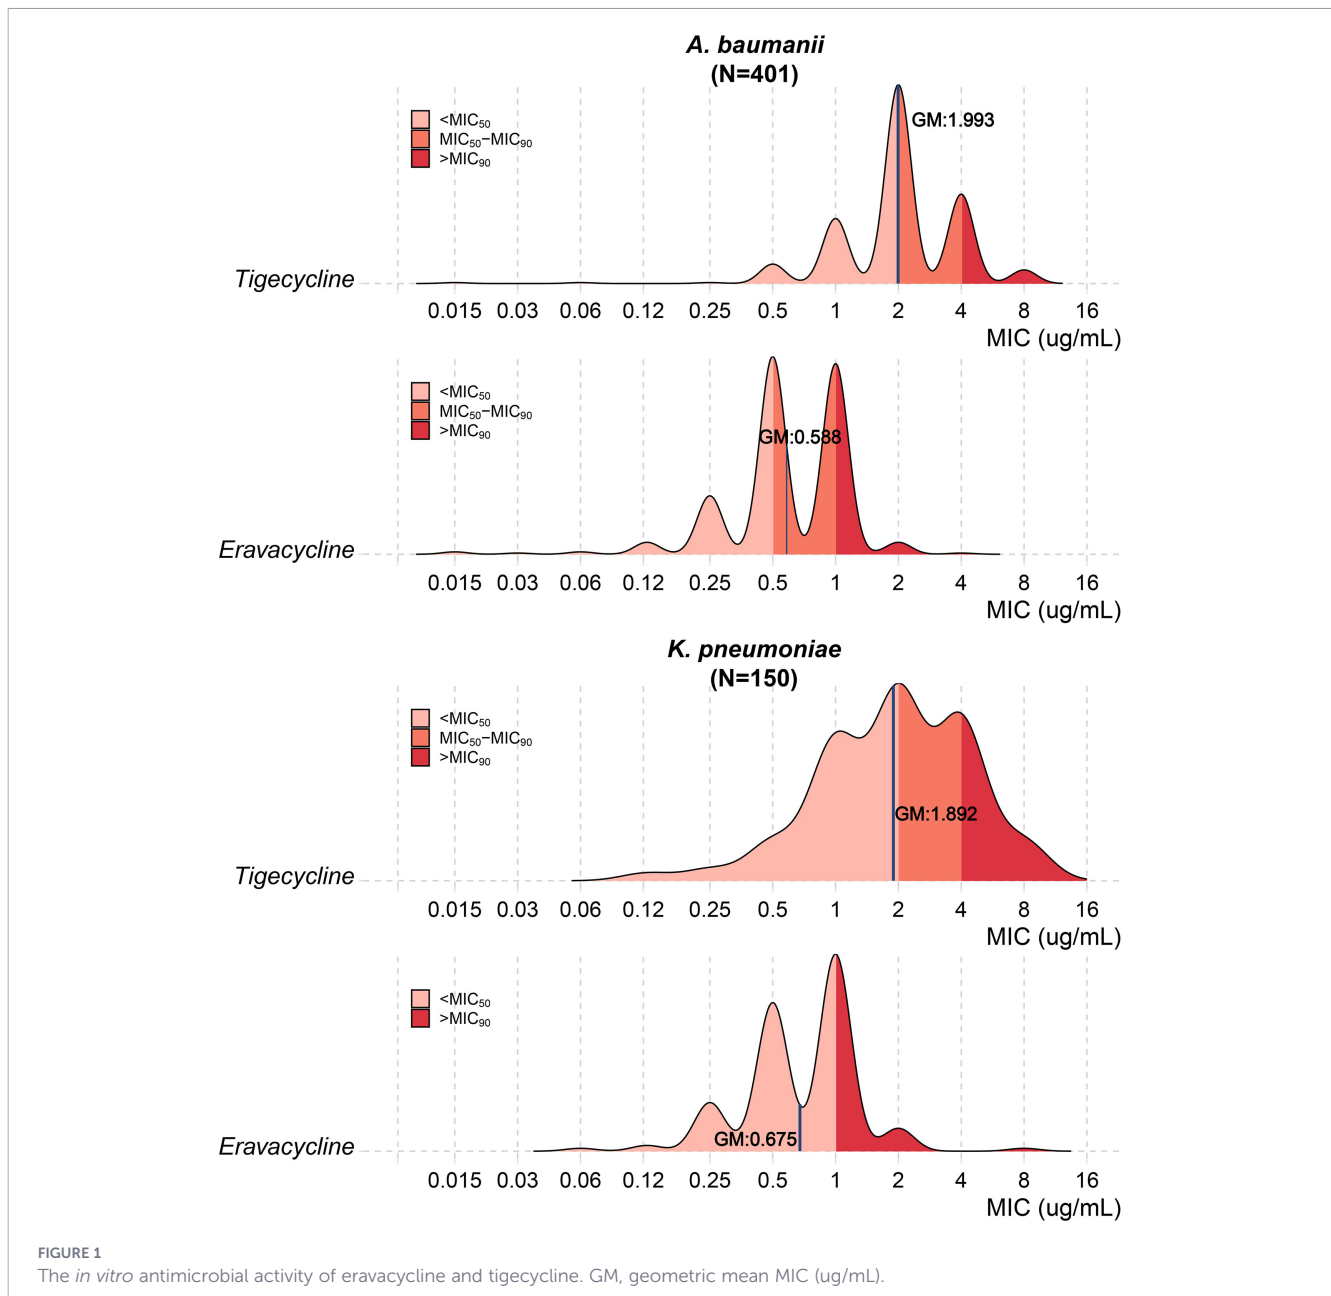 A. baumanii
(N=401)
<MIC50
MIC50–MIC90
>MIC90
GM:1.993
Tigecycline
0.015 0.03 0.06 0.12 0.25 0.5 1 2 4 8 16
MIC (ug/mL)
<MIC50
MIC50–MIC90
>MIC90
GM:0.588
Eravacycline
0.015 0.03 0.06 0.12 0.25 0.5 1 2 4 8 16
MIC (ug/mL)
K. pneumoniae
(N=150)
<MIC50
MIC50–MIC90
>MIC90
GM:1.892
Tigecycline
0.015 0.03 0.06 0.12 0.25 0.5 1 2 4 8 16
MIC (ug/mL)
<MIC50
>MIC90
GM:0.675
Eravacycline
0.015 0.03 0.06 0.12 0.25 0.5 1 2 4 8 16
MIC (ug/mL)
FIGURE 1
The in vitro antimicrobial activity of eravacycline and tigecycline. GM, geometric mean MIC (ug/mL).